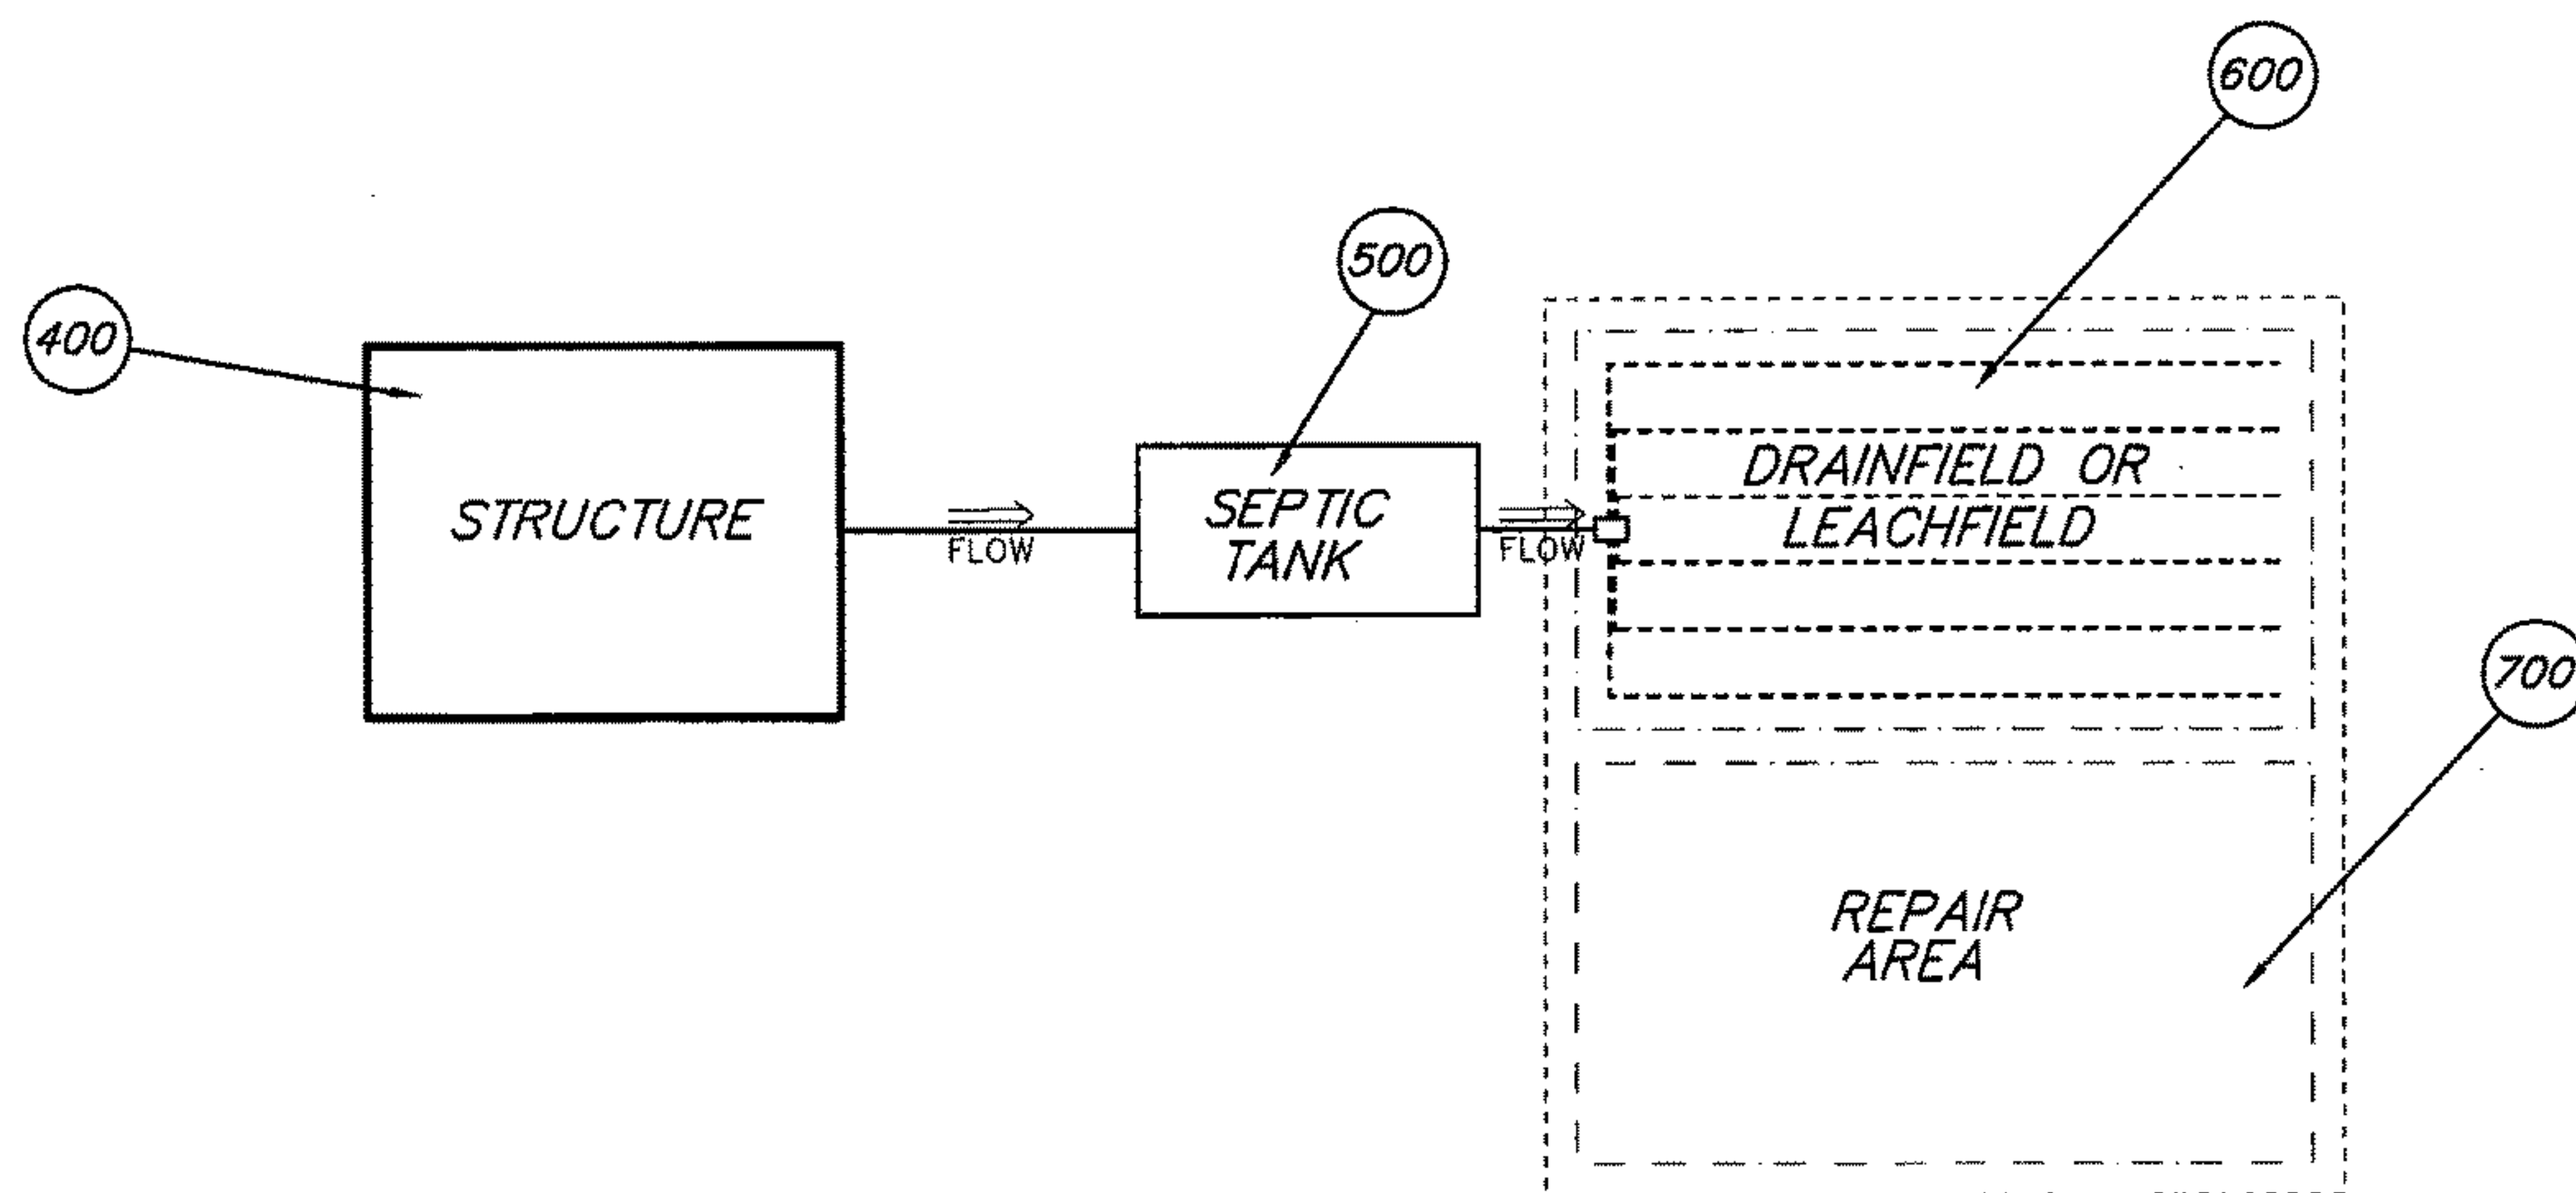 600
500
400
STRUCTURE
FLOW
SEPTIC
TANK
FLOW
DRAINFIELD OR
LEACHFIELD
700
REPAIR
AREA